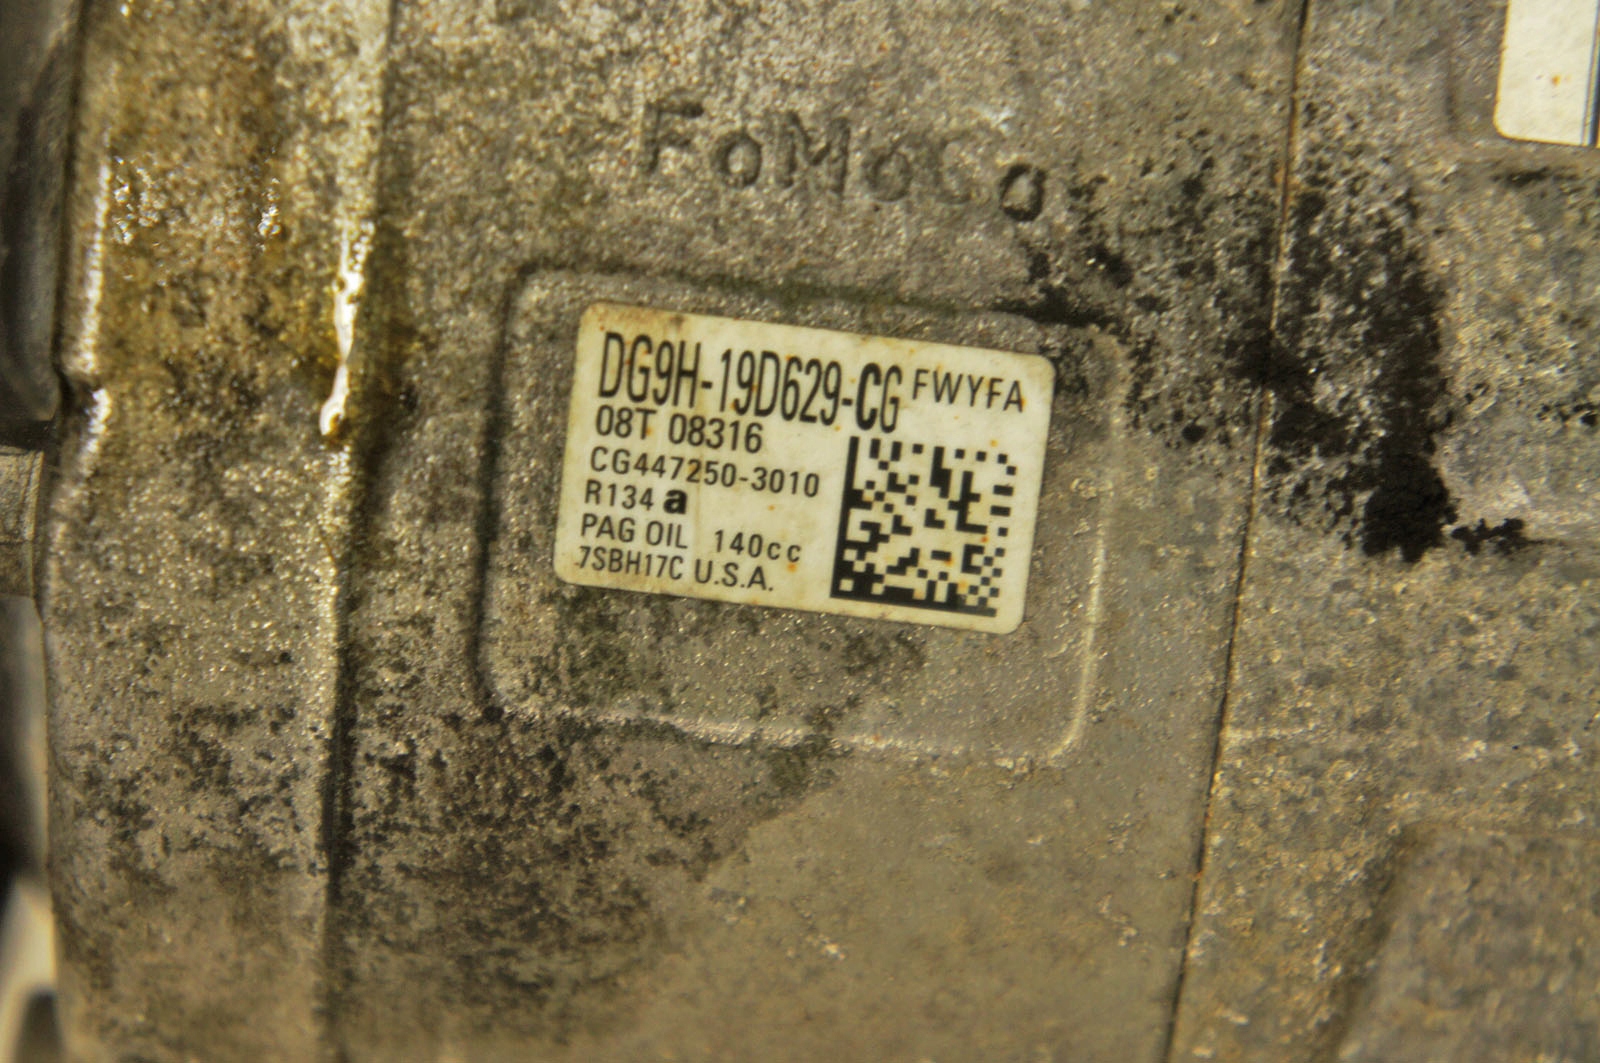 FoMoCo
DG9H-19D629-CG FWYFA
08T 08316
CG447250-3010
R134 a
PAG OIL 140cc
7SBH17C U.S.A.